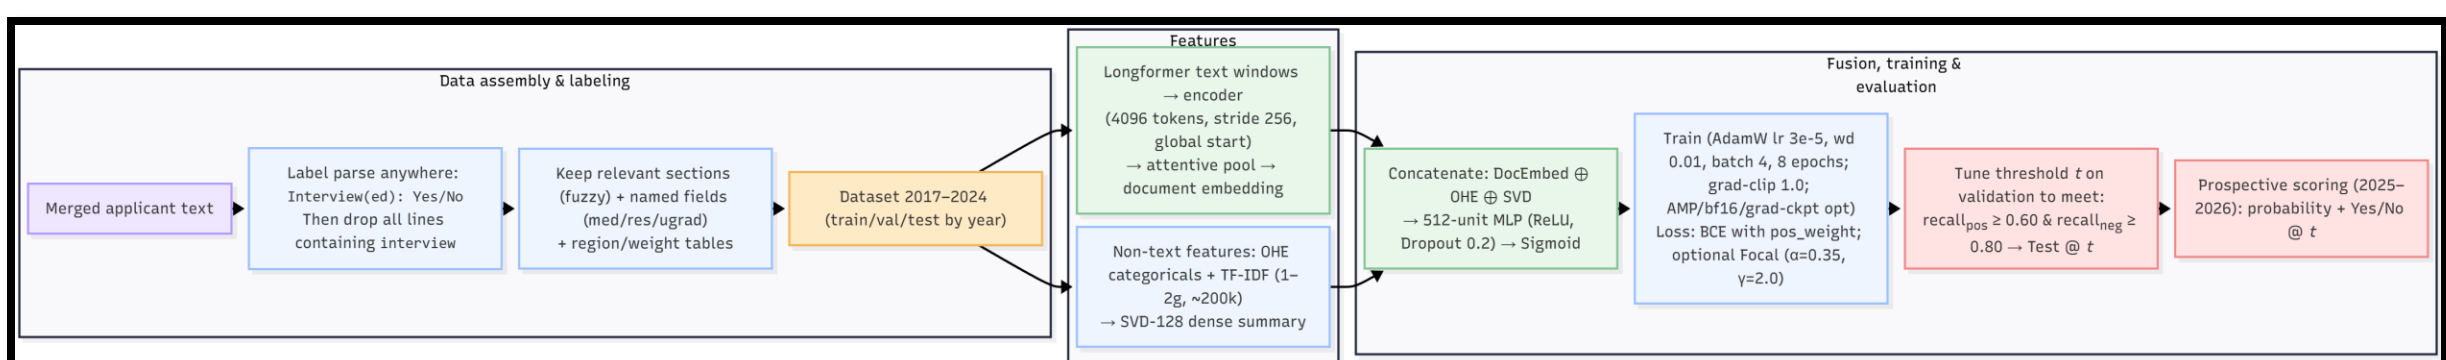 Data assembly & labeling
Merged applicant text
Label parse anywhere:
Interview(ed): Yes/No
Then drop all lines
containing interview
Keep relevant sections
(fuzzy) + named fields
(med/res/ugrad)
+ region/weight tables
Dataset 2017–2024
(train/val/test by year)
Features
Longformer text windows
→ encoder
(4096 tokens, stride 256,
global start)
→ attentive pool →
document embedding
Non-text features: OHE
categoricals + TF-IDF (1–
2g, ~200k)
→ SVD-128 dense summary
Fusion, training &
evaluation
Concatenate: DocEmbed ⊕
OHE ⊕ SVD
→ 512-unit MLP (ReLU,
Dropout 0.2) → Sigmoid
Train (AdamW lr 3e-5, wd
0.01, batch 4, 8 epochs;
grad-clip 1.0;
AMP/bf16/grad-ckpt opt)
Loss: BCE with pos_weight;
optional Focal (α=0.35,
γ=2.0)
Tune threshold t on
validation to meet:
recall_pos ≥ 0.60 & recall_neg ≥
0.80 → Test @ t
Prospective scoring (2025–
2026): probability + Yes/No
@ t